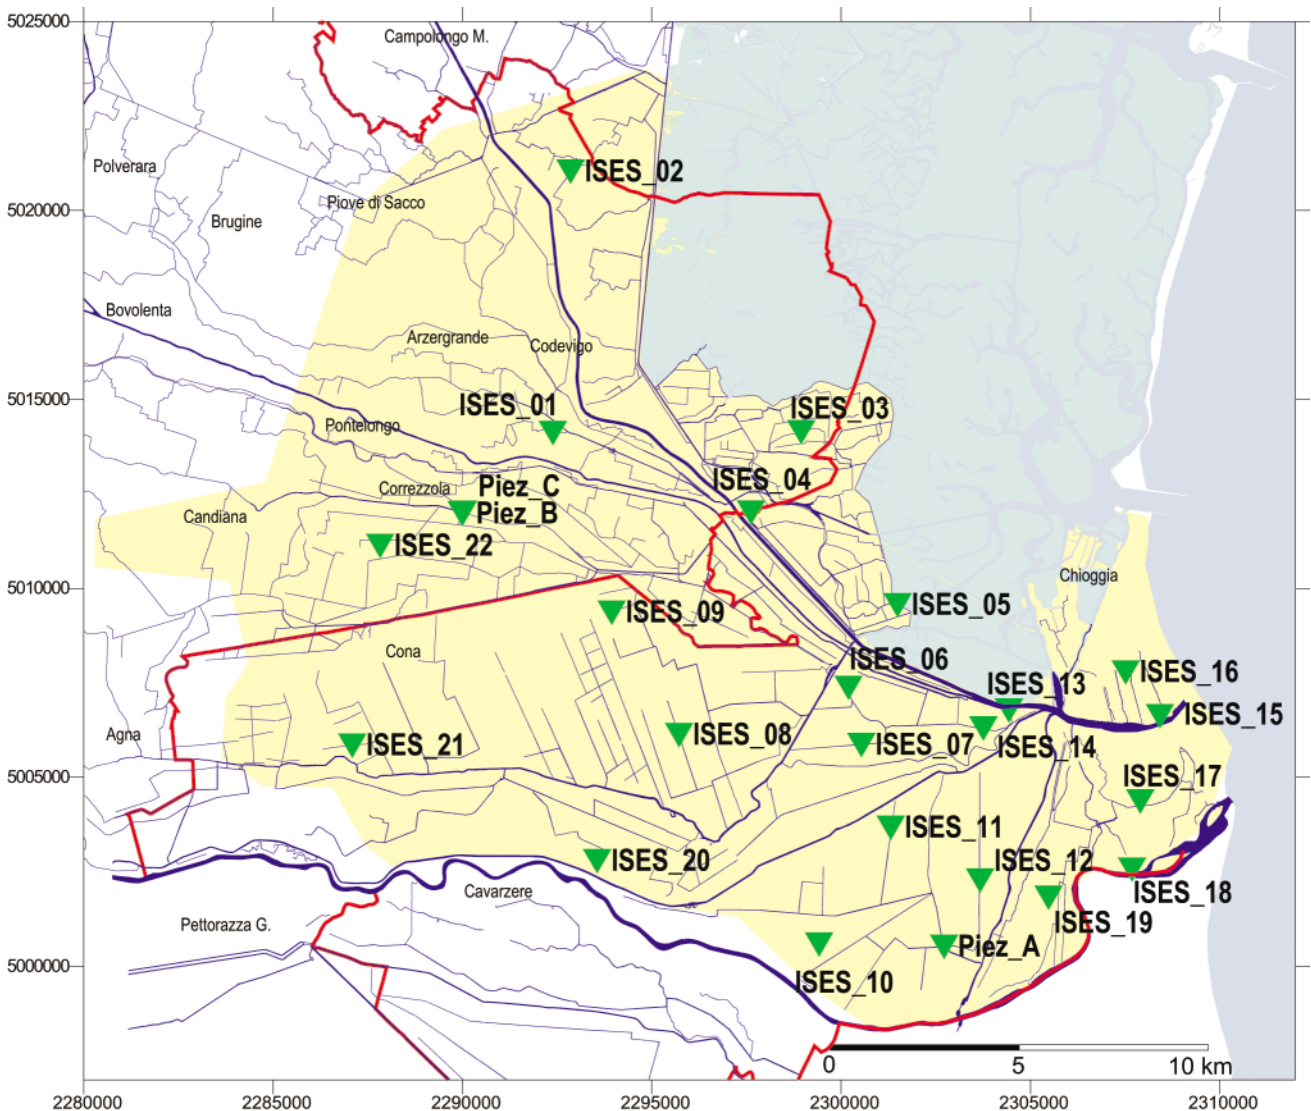 5025000
Campolongo M.
Polverara
ISES_02
5020000
Piove di Sacco
Brugine
Bovolenta
Arzergrande
Codevigo
5015000
ISES_01
ISES_03
Pontelongo
ISES_04
Correzzola
Piez_C
Piez_B
Candiana
ISES_22
Chioggia
5010000
ISES_05
ISES_09
Cona
ISES_06
ISES_16
ISES_13
ISES_15
Agna
ISES_21
ISES_08
ISES_07
ISES_14
5005000
ISES_17
ISES_11
ISES_20
ISES_12
Cavarzere
ISES_18
Pettorazza G.
ISES_19
Piez_A
5000000
ISES_10
0
5
10 km
2280000
2285000
2290000
2295000
2300000
2305000
2310000